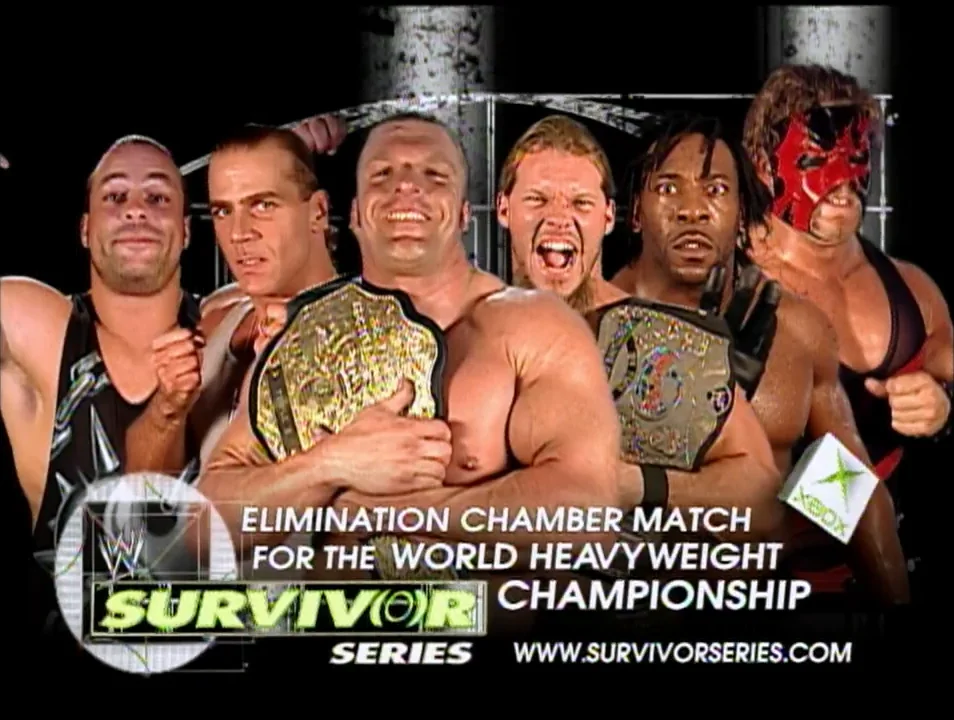 ELIMINATION CHAMBER MATCH
FOR THE WORLD HEAVYWEIGHT
CHAMPIONSHIP
W
SURVIVOR
SERIES
WWW.SURVIVORSERIES.COM
XBOX